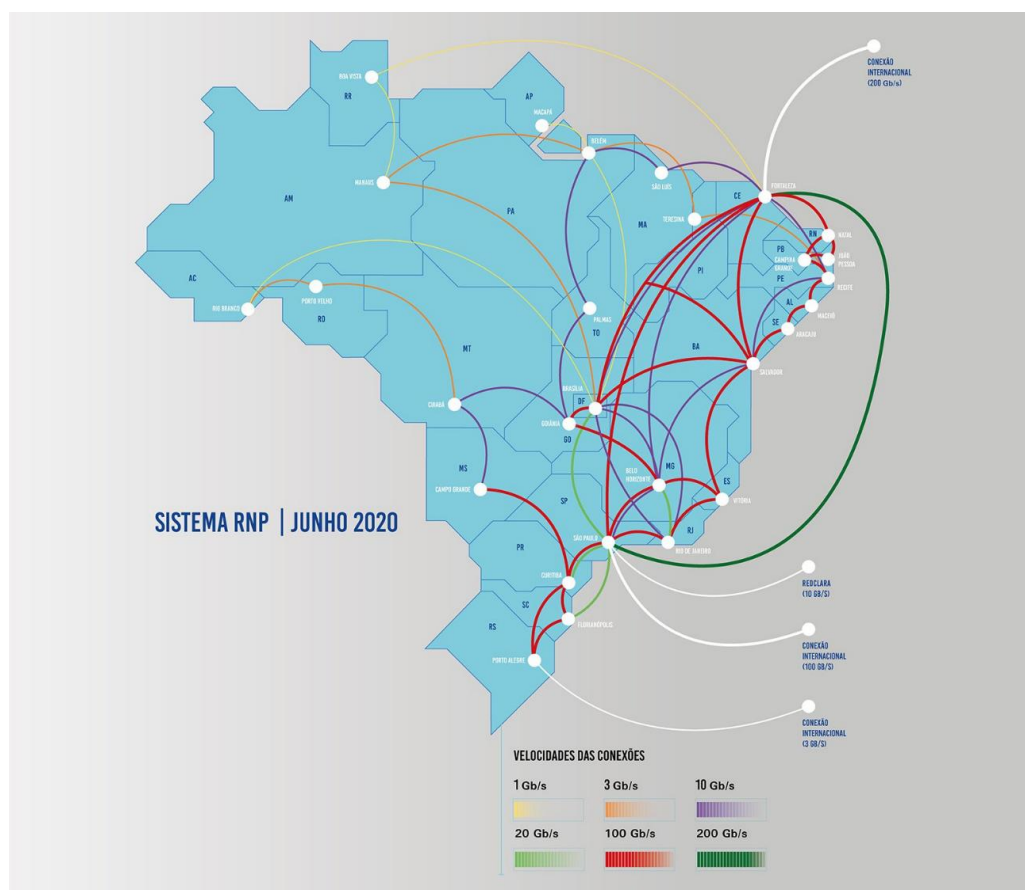 CONEXÃO
INTERNACIONAL
(200 Gb/s)
BOA VISTA
RR
AP
MACAPÁ
BELÉM
MANAUS
AM
PA
SÃO LUÍS
MA
TERESINA
CE
FORTALEZA
RN
NATAL
PB
CAMPINA
GRANDE
JOÃO
PESSOA
PE
RECIFE
PI
AL
MACEIÓ
SE
ARACAJU
AC
RIO BRANCO
PORTO VELHO
RO
PALMAS
TO
MT
BA
SALVADOR
BRASÍLIA
DF
CUIABÁ
GOIÂNIA
GO
MS
CAMPO GRANDE
BELO
HORIZONTE
MG
ES
VITÓRIA
SP
RJ
SÃO PAULO
RIO DE JANEIRO
SISTEMA RNP | JUNHO 2020
PR
CURITIBA
SC
FLORIANÓPOLIS
RS
PORTO ALEGRE
REDCLARA
(10 GB/S)
CONEXÃO
INTERNACIONAL
(100 GB/S)
CONEXÃO
INTERNACIONAL
(3 GB/S)
VELOCIDADES DAS CONEXÕES
1 Gb/s
3 Gb/s
10 Gb/s
20 Gb/s
100 Gb/s
200 Gb/s